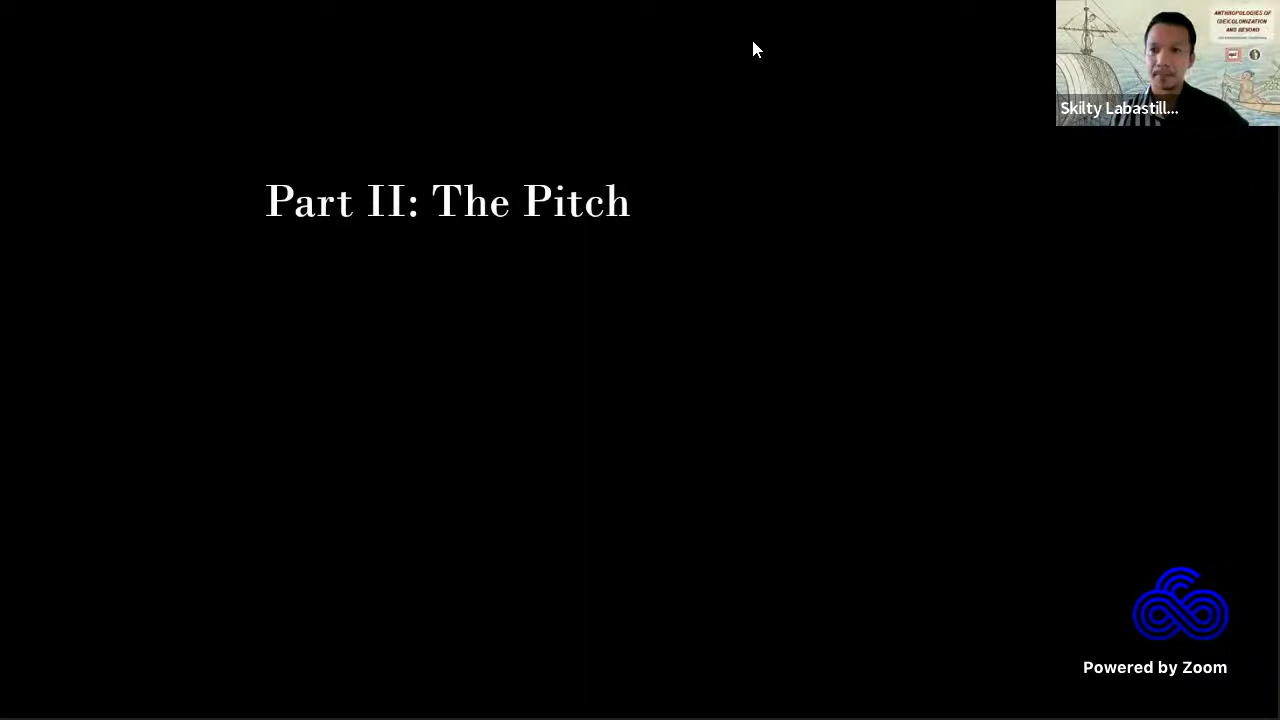 ANTHROPOLOGIES OF
(DE)COLONIZATION
AND BEYOND
Skilty Labastill...
Part II: The Pitch
Powered by Zoom